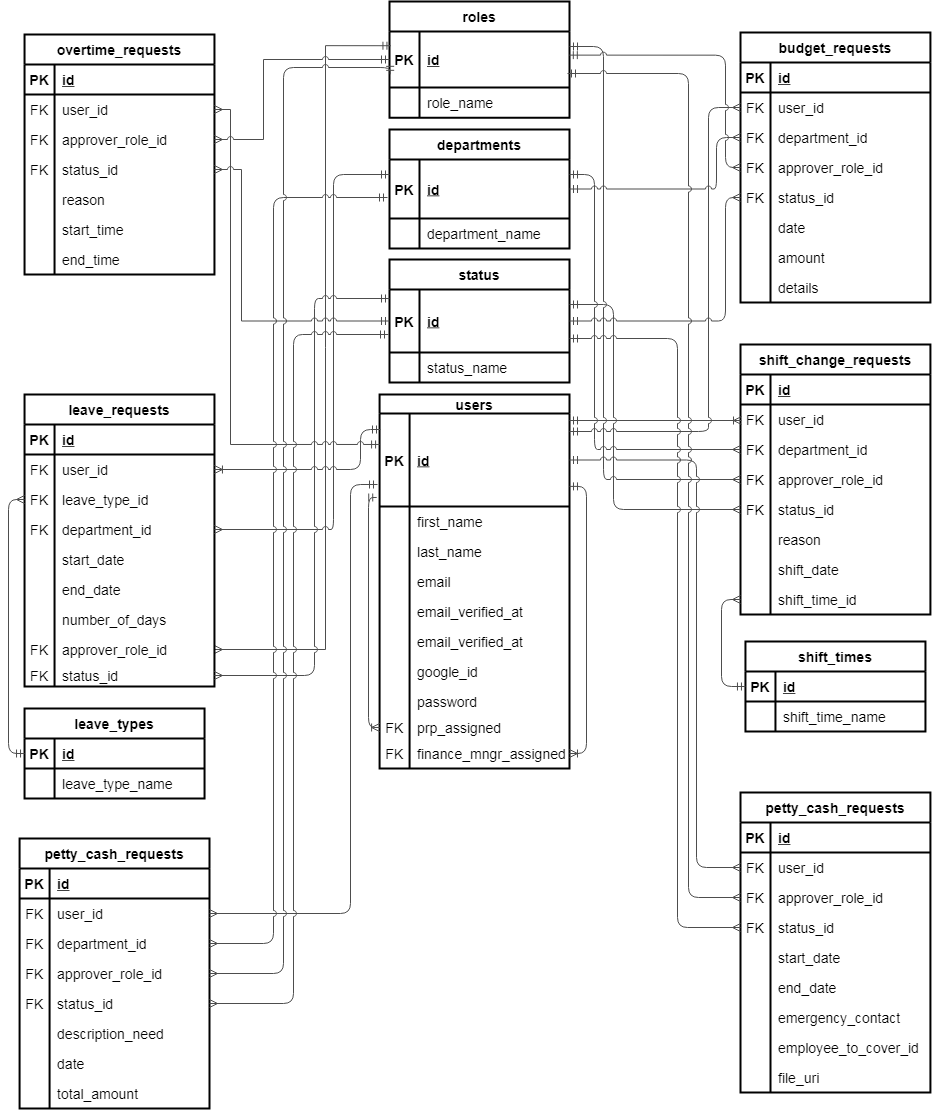 roles
PK id
role_name
overtime_requests
PK id
FK user_id
FK approver_role_id
FK status_id
reason
start_time
end_time
budget_requests
PK id
FK user_id
FK department_id
FK approver_role_id
FK status_id
date
amount
details
departments
PK id
department_name
status
PK id
status_name
shift_change_requests
PK id
FK user_id
FK department_id
FK approver_role_id
FK status_id
reason
shift_date
shift_time_id
leave_requests
PK id
FK user_id
FK leave_type_id
FK department_id
start_date
end_date
number_of_days
FK approver_role_id
FK status_id
users
PK id
first_name
last_name
email
email_verified_at
email_verified_at
google_id
password
FK prp_assigned
FK finance_mngr_assigned
shift_times
PK id
shift_time_name
leave_types
PK id
leave_type_name
petty_cash_requests
PK id
FK user_id
FK department_id
FK approver_role_id
FK status_id
description_need
date
total_amount
petty_cash_requests
PK id
FK user_id
FK approver_role_id
FK status_id
start_date
end_date
emergency_contact
employee_to_cover_id
file_uri